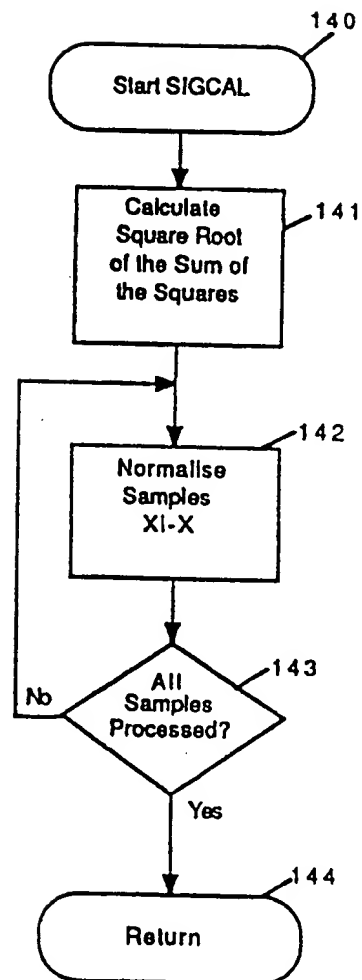 140
Start SIGCAL
141
Calculate
Square Root
of the Sum of
the Squares
142
Normalise
Samples
XI-X
143
All
Samples
Processed?
No
Yes
144
Return